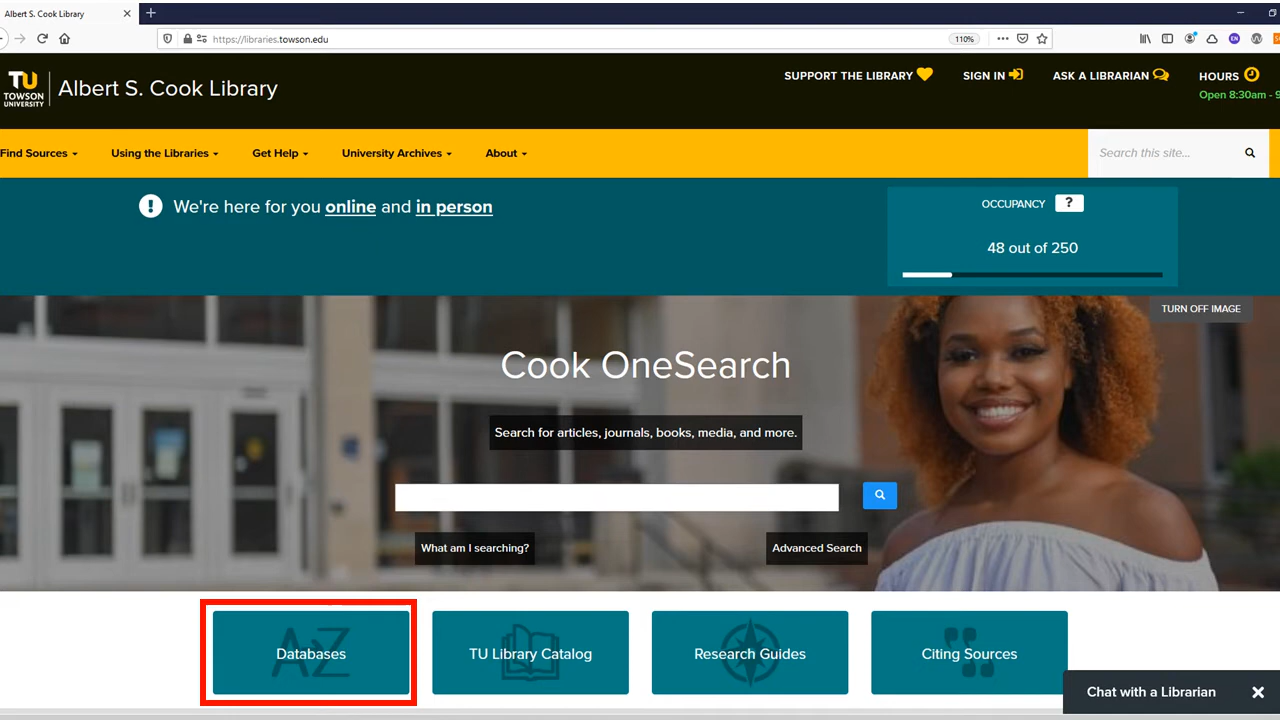 Albert S. Cook Library
https://libraries.towson.edu
110%
EN
TU
TOWSON
UNIVERSITY
Albert S. Cook Library
SUPPORT THE LIBRARY
SIGN IN
ASK A LIBRARIAN
HOURS
Open 8:30am - 9
Find Sources
Using the Libraries
Get Help
University Archives
About
Search this site...
We're here for you online and in person
OCCUPANCY ?
48 out of 250
TURN OFF IMAGE
Cook OneSearch
Search for articles, journals, books, media, and more.
What am I searching?
Advanced Search
AZ
Databases
TU Library Catalog
Research Guides
Citing Sources
Chat with a Librarian